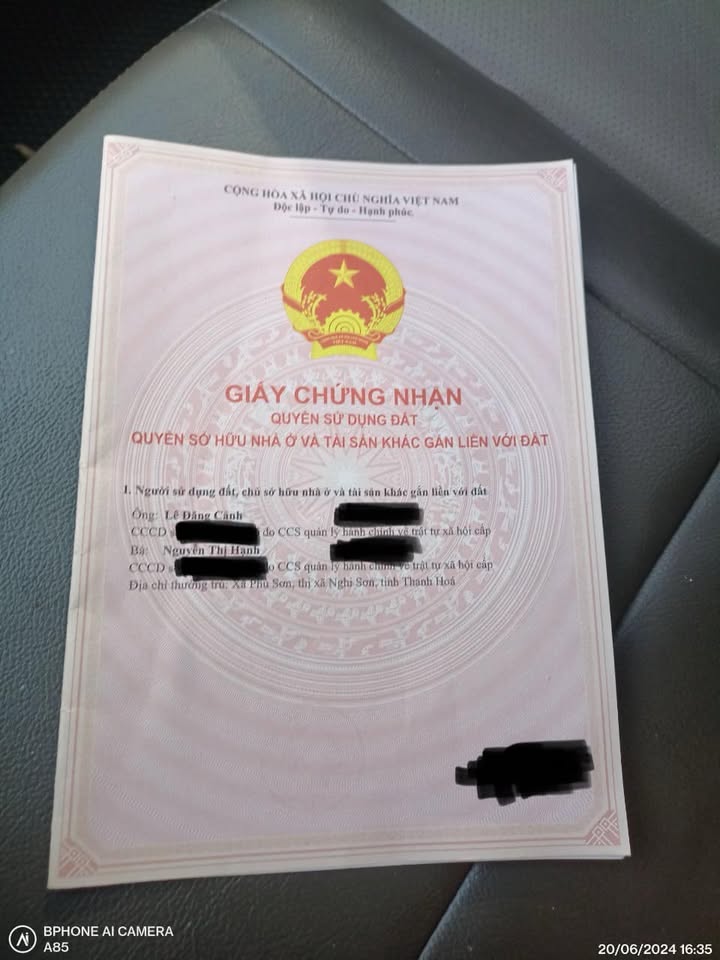 CỘNG HÒA XÃ HỘI CHỦ NGHĨA VIỆT NAM
Độc lập - Tự do - Hạnh phúc
GIẤY CHỨNG NHẬN
QUYỀN SỬ DỤNG ĐẤT
QUYỀN SỞ HỮU NHÀ Ở VÀ TÀI SẢN KHÁC GẮN LIỀN VỚI ĐẤT
I. Người sử dụng đất, chủ sở hữu nhà ở và tài sản khác gắn liền với đất
Ông: Lê Đăng Cảnh
CCCD do CCS quản lý hành chính về trật tự xã hội cấp
Bà: Nguyễn Thị Hạnh
CCCD CCS quản lý hành chính về trật tự xã hội cấp
Địa chỉ thường trú: Xã Phú Sơn, thị xã Nghi Sơn, tỉnh Thanh Hoá
BPHONE AI CAMERA
A85
20/06/2024 16:35